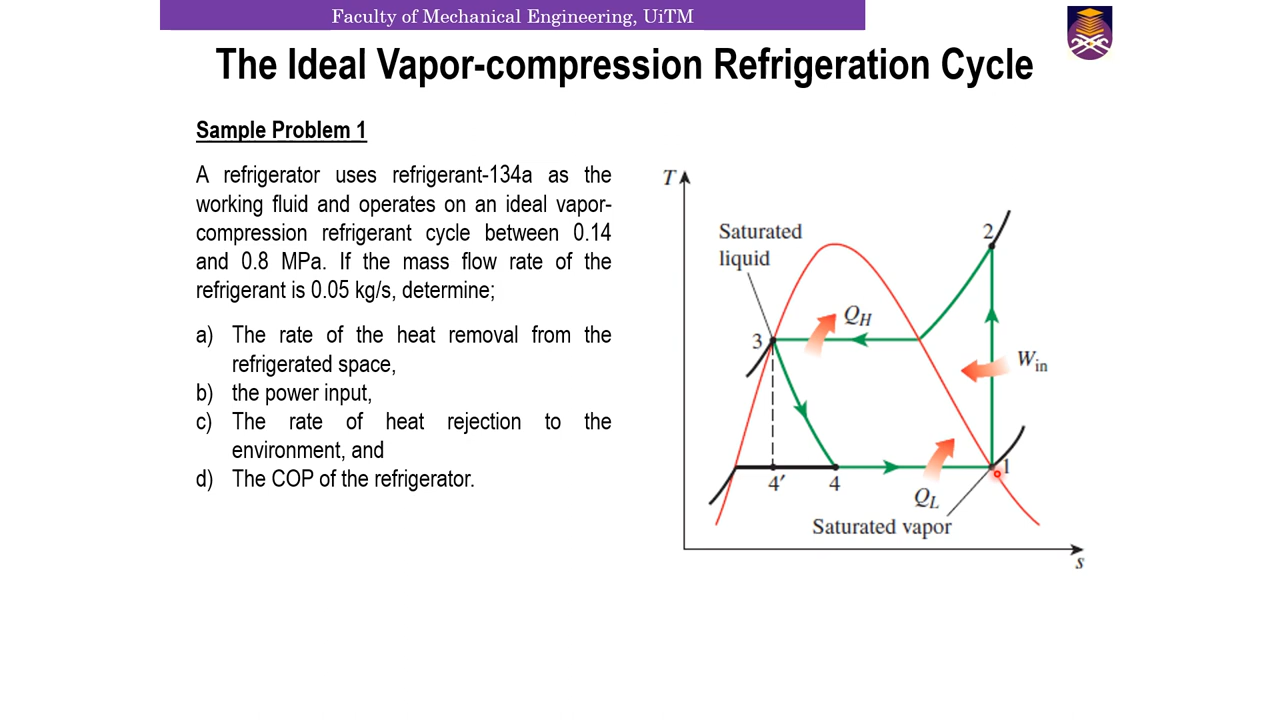 Faculty of Mechanical Engineering, UiTM
The Ideal Vapor-compression Refrigeration Cycle
Sample Problem 1
A refrigerator uses refrigerant-134a as the
working fluid and operates on an ideal vapor-
compression refrigerant cycle between 0.14
and 0.8 MPa. If the mass flow rate of the
refrigerant is 0.05 kg/s, determine;
a) The rate of the heat removal from the
refrigerated space,
b) the power input,
c) The rate of heat rejection to the
environment, and
d) The COP of the refrigerator.
T
Saturated
liquid
2
3
QH
Win
4'
4
1
QL
Saturated vapor
s